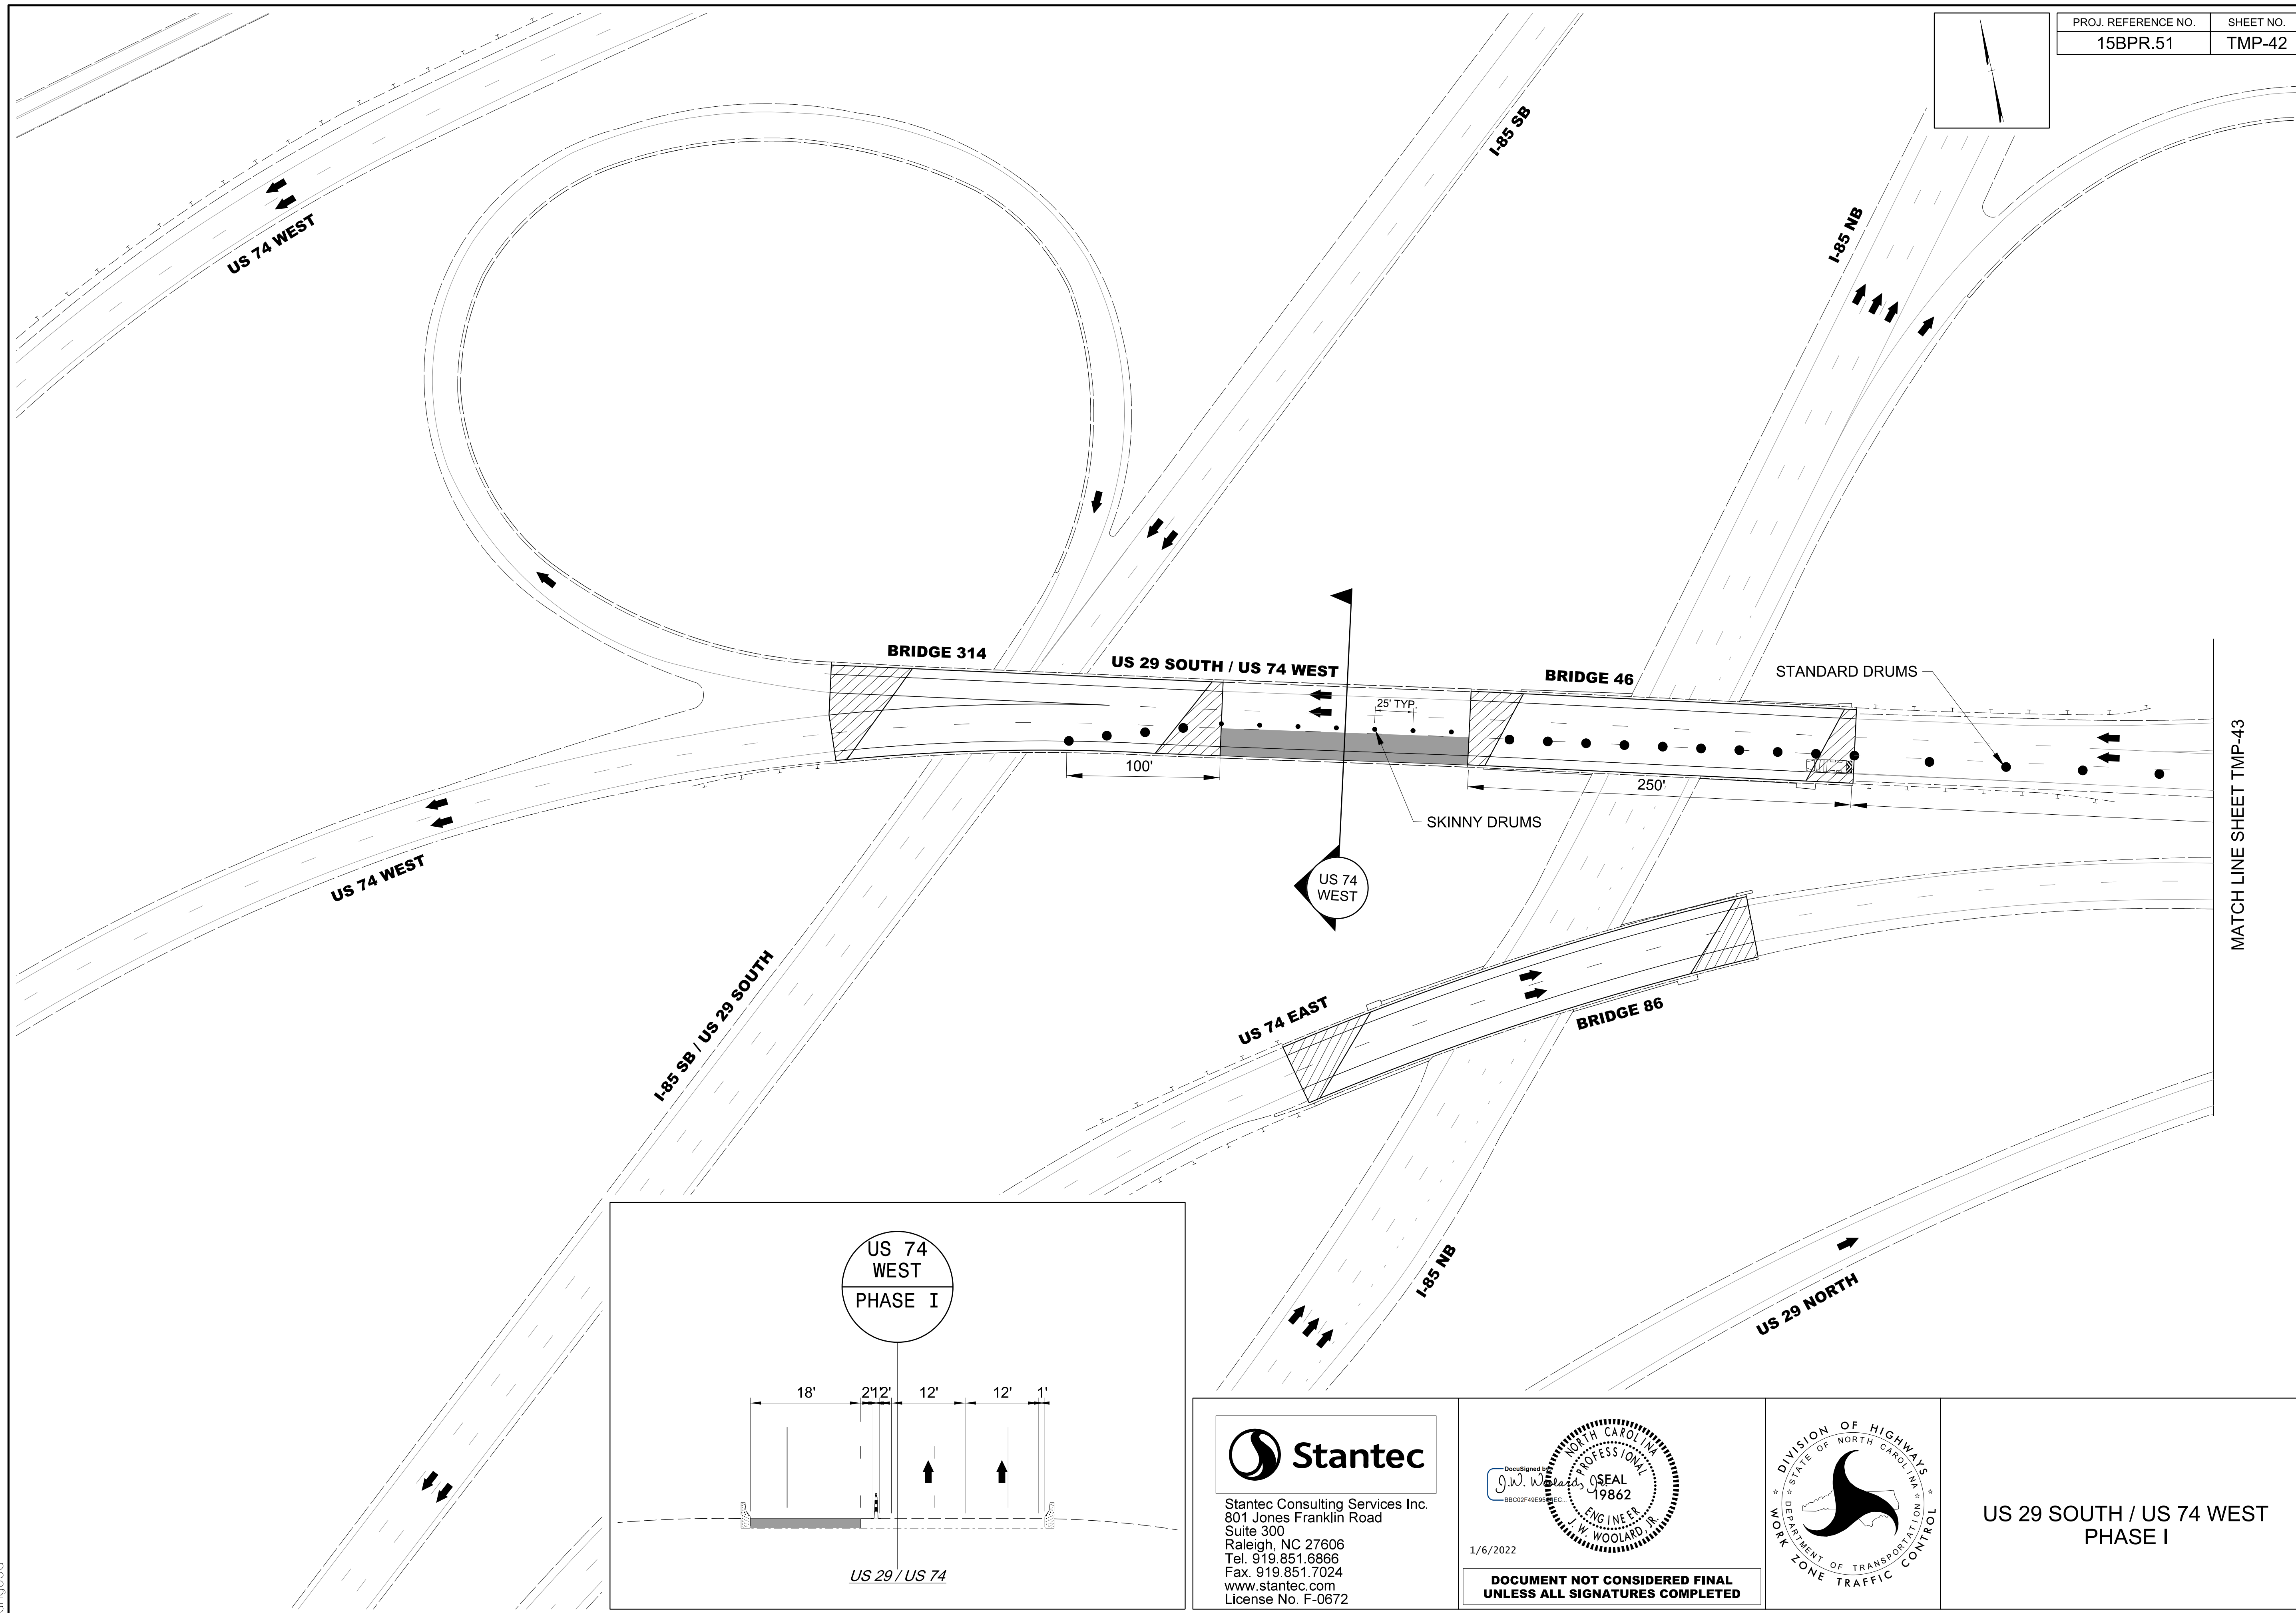 PROJ. REFERENCE NO.
SHEET NO.
15BPR.51
TMP-42
I-85 SB
I-85 NB
US 74 WEST
BRIDGE 314
US 29 SOUTH / US 74 WEST
BRIDGE 46
STANDARD DRUMS
25' TYP.
100'
250'
SKINNY DRUMS
US 74
WEST
MATCH LINE SHEET TMP-43
US 74 WEST
I-85 SB / US 29 SOUTH
US 74 EAST
BRIDGE 86
I-85 NB
US 29 NORTH
US 74
WEST
PHASE I
18'
2'
1'
2'
12'
12'
1'
US 29 / US 74
Stantec
Stantec Consulting Services Inc.
801 Jones Franklin Road
Suite 300
Raleigh, NC 27606
Tel. 919.851.6866
Fax. 919.851.7024
www.stantec.com
License No. F-0672
DocuSigned by
J.W. Woolard, Jr.
NORTH CAROLINA
PROFESSIONAL
SEAL
19862
ENGINEER
J. W. WOOLARD, JR.
1/6/2022
DOCUMENT NOT CONSIDERED FINAL
UNLESS ALL SIGNATURES COMPLETED
DIVISION OF HIGHWAYS
STATE OF NORTH CAROLINA
DEPARTMENT OF TRANSPORTATION
WORK ZONE TRAFFIC CONTROL
US 29 SOUTH / US 74 WEST
PHASE I